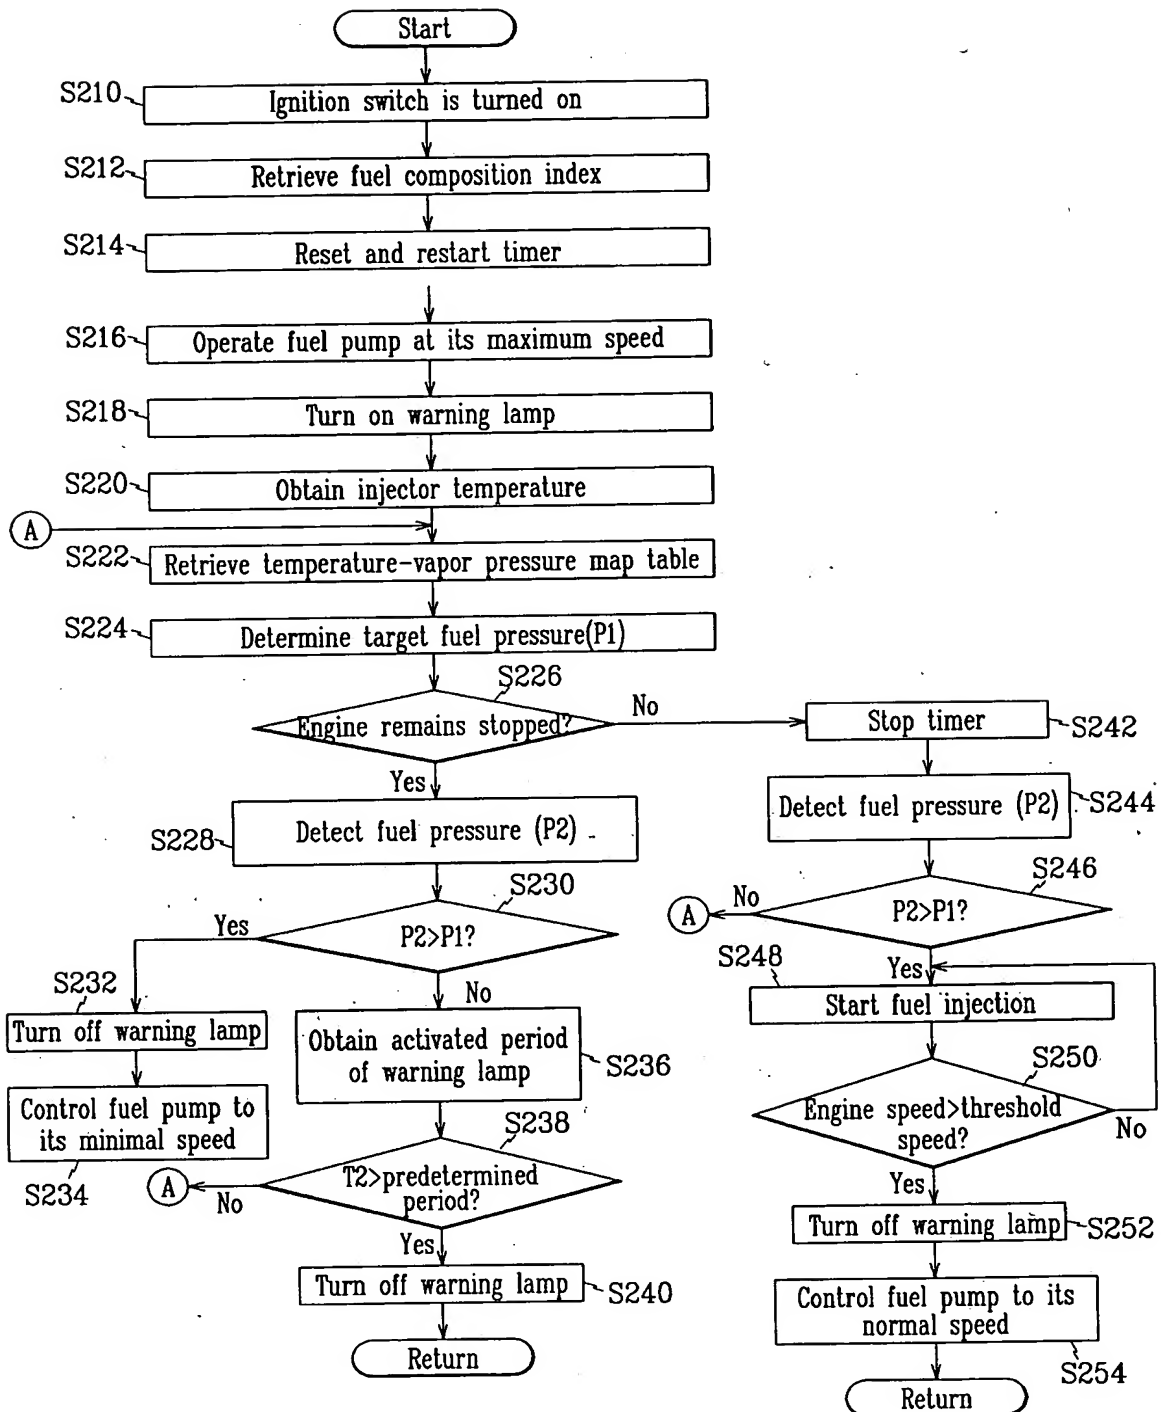 Start
S210
Ignition switch is turned on
S212
Retrieve fuel composition index
S214
Reset and restart timer
S216
Operate fuel pump at its maximum speed
S218
Turn on warning lamp
S220
Obtain injector temperature
A
S222
Retrieve temperature-vapor pressure map table
S224
Determine target fuel pressure(P1)
S226
Engine remains stopped?
No
Yes
S228
Detect fuel pressure (P2)
S230
P2>P1?
Yes
No
S232
Turn off warning lamp
Control fuel pump to
its minimal speed
S234
Obtain activated period
of warning lamp
S236
S238
T2>predetermined
period?
A
No
Yes
Turn off warning lamp
S240
Return
Stop timer
S242
Detect fuel pressure (P2)
S244
S246
P2>P1?
A
No
Yes
S248
Start fuel injection
S250
Engine speed>threshold
speed?
No
Yes
Turn off warning lamp
S252
Control fuel pump to its
normal speed
S254
Return